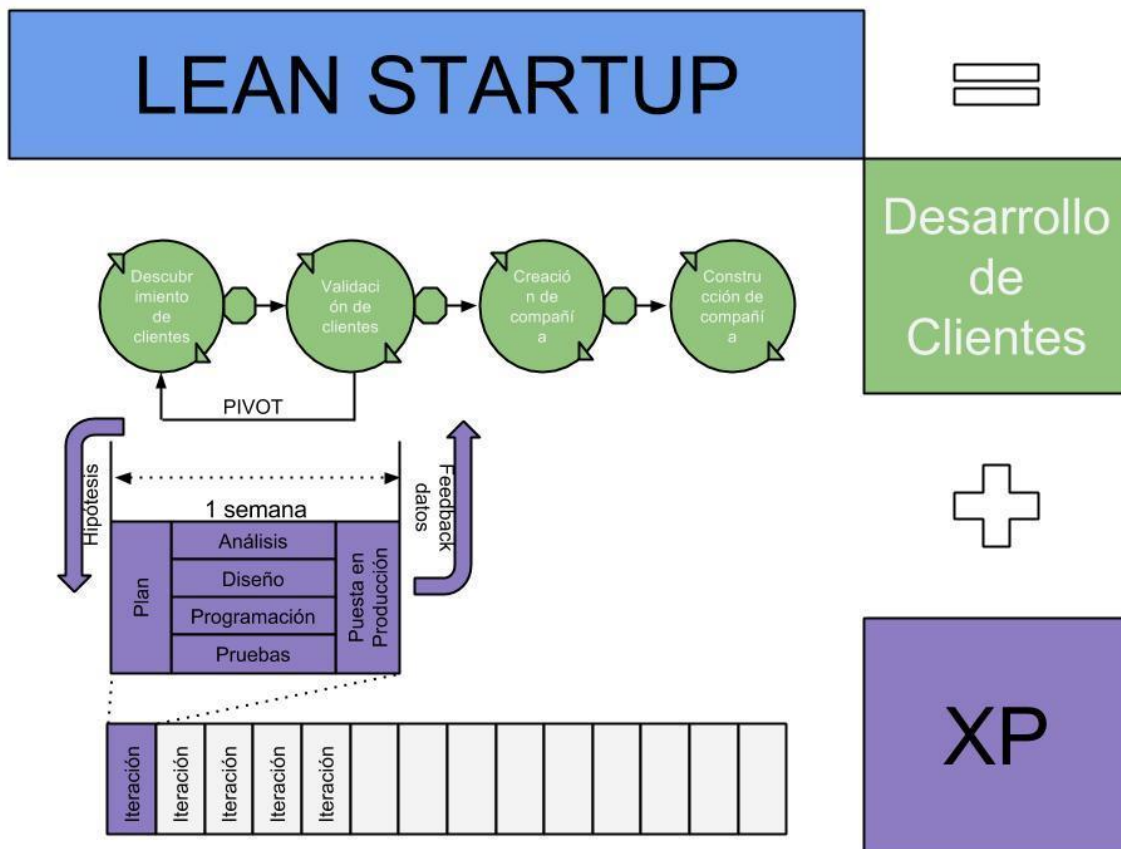 LEAN STARTUP
Desarrollo
de
Clientes
Descubr
imiento
de
clientes
Validaci
ón de
clientes
Creació
n de
compañí
a
Constru
cción de
compañí
a
PIVOT
Hipótesis
1 semana
Feedback
datos
Plan
Análisis
Diseño
Programación
Pruebas
Puesta en
Producción
XP
Iteración
Iteración
Iteración
Iteración
Iteración